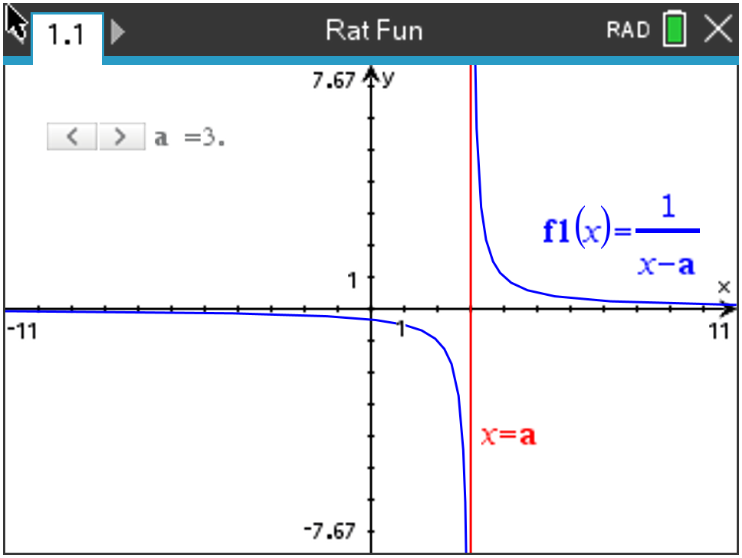 1.1 Rat Fun RAD
7.67 y
< > a =3.
f1(x)=1/(x-a)
1
x
-11 1 11
x=a
-7.67